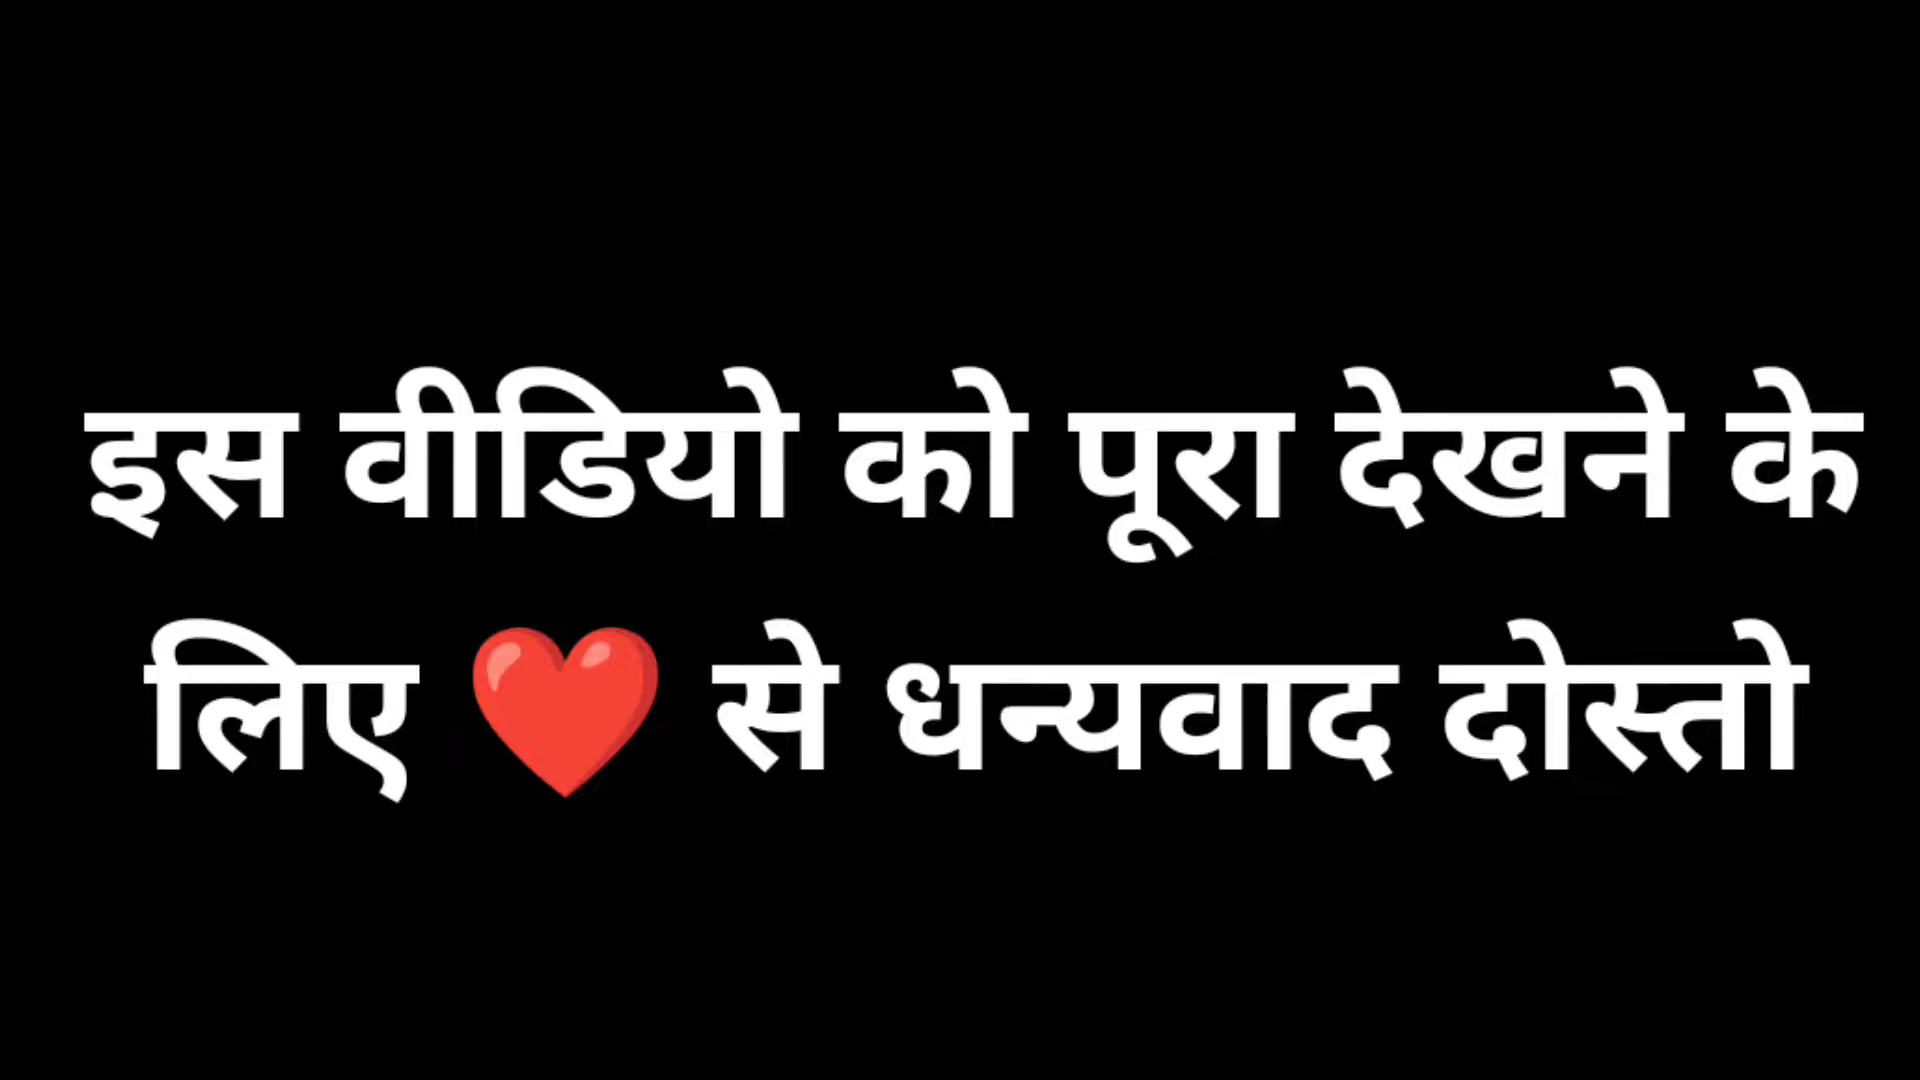 इस वीडियो को पूरा देखने के
लिए ❤️ से धन्यवाद दोस्तो